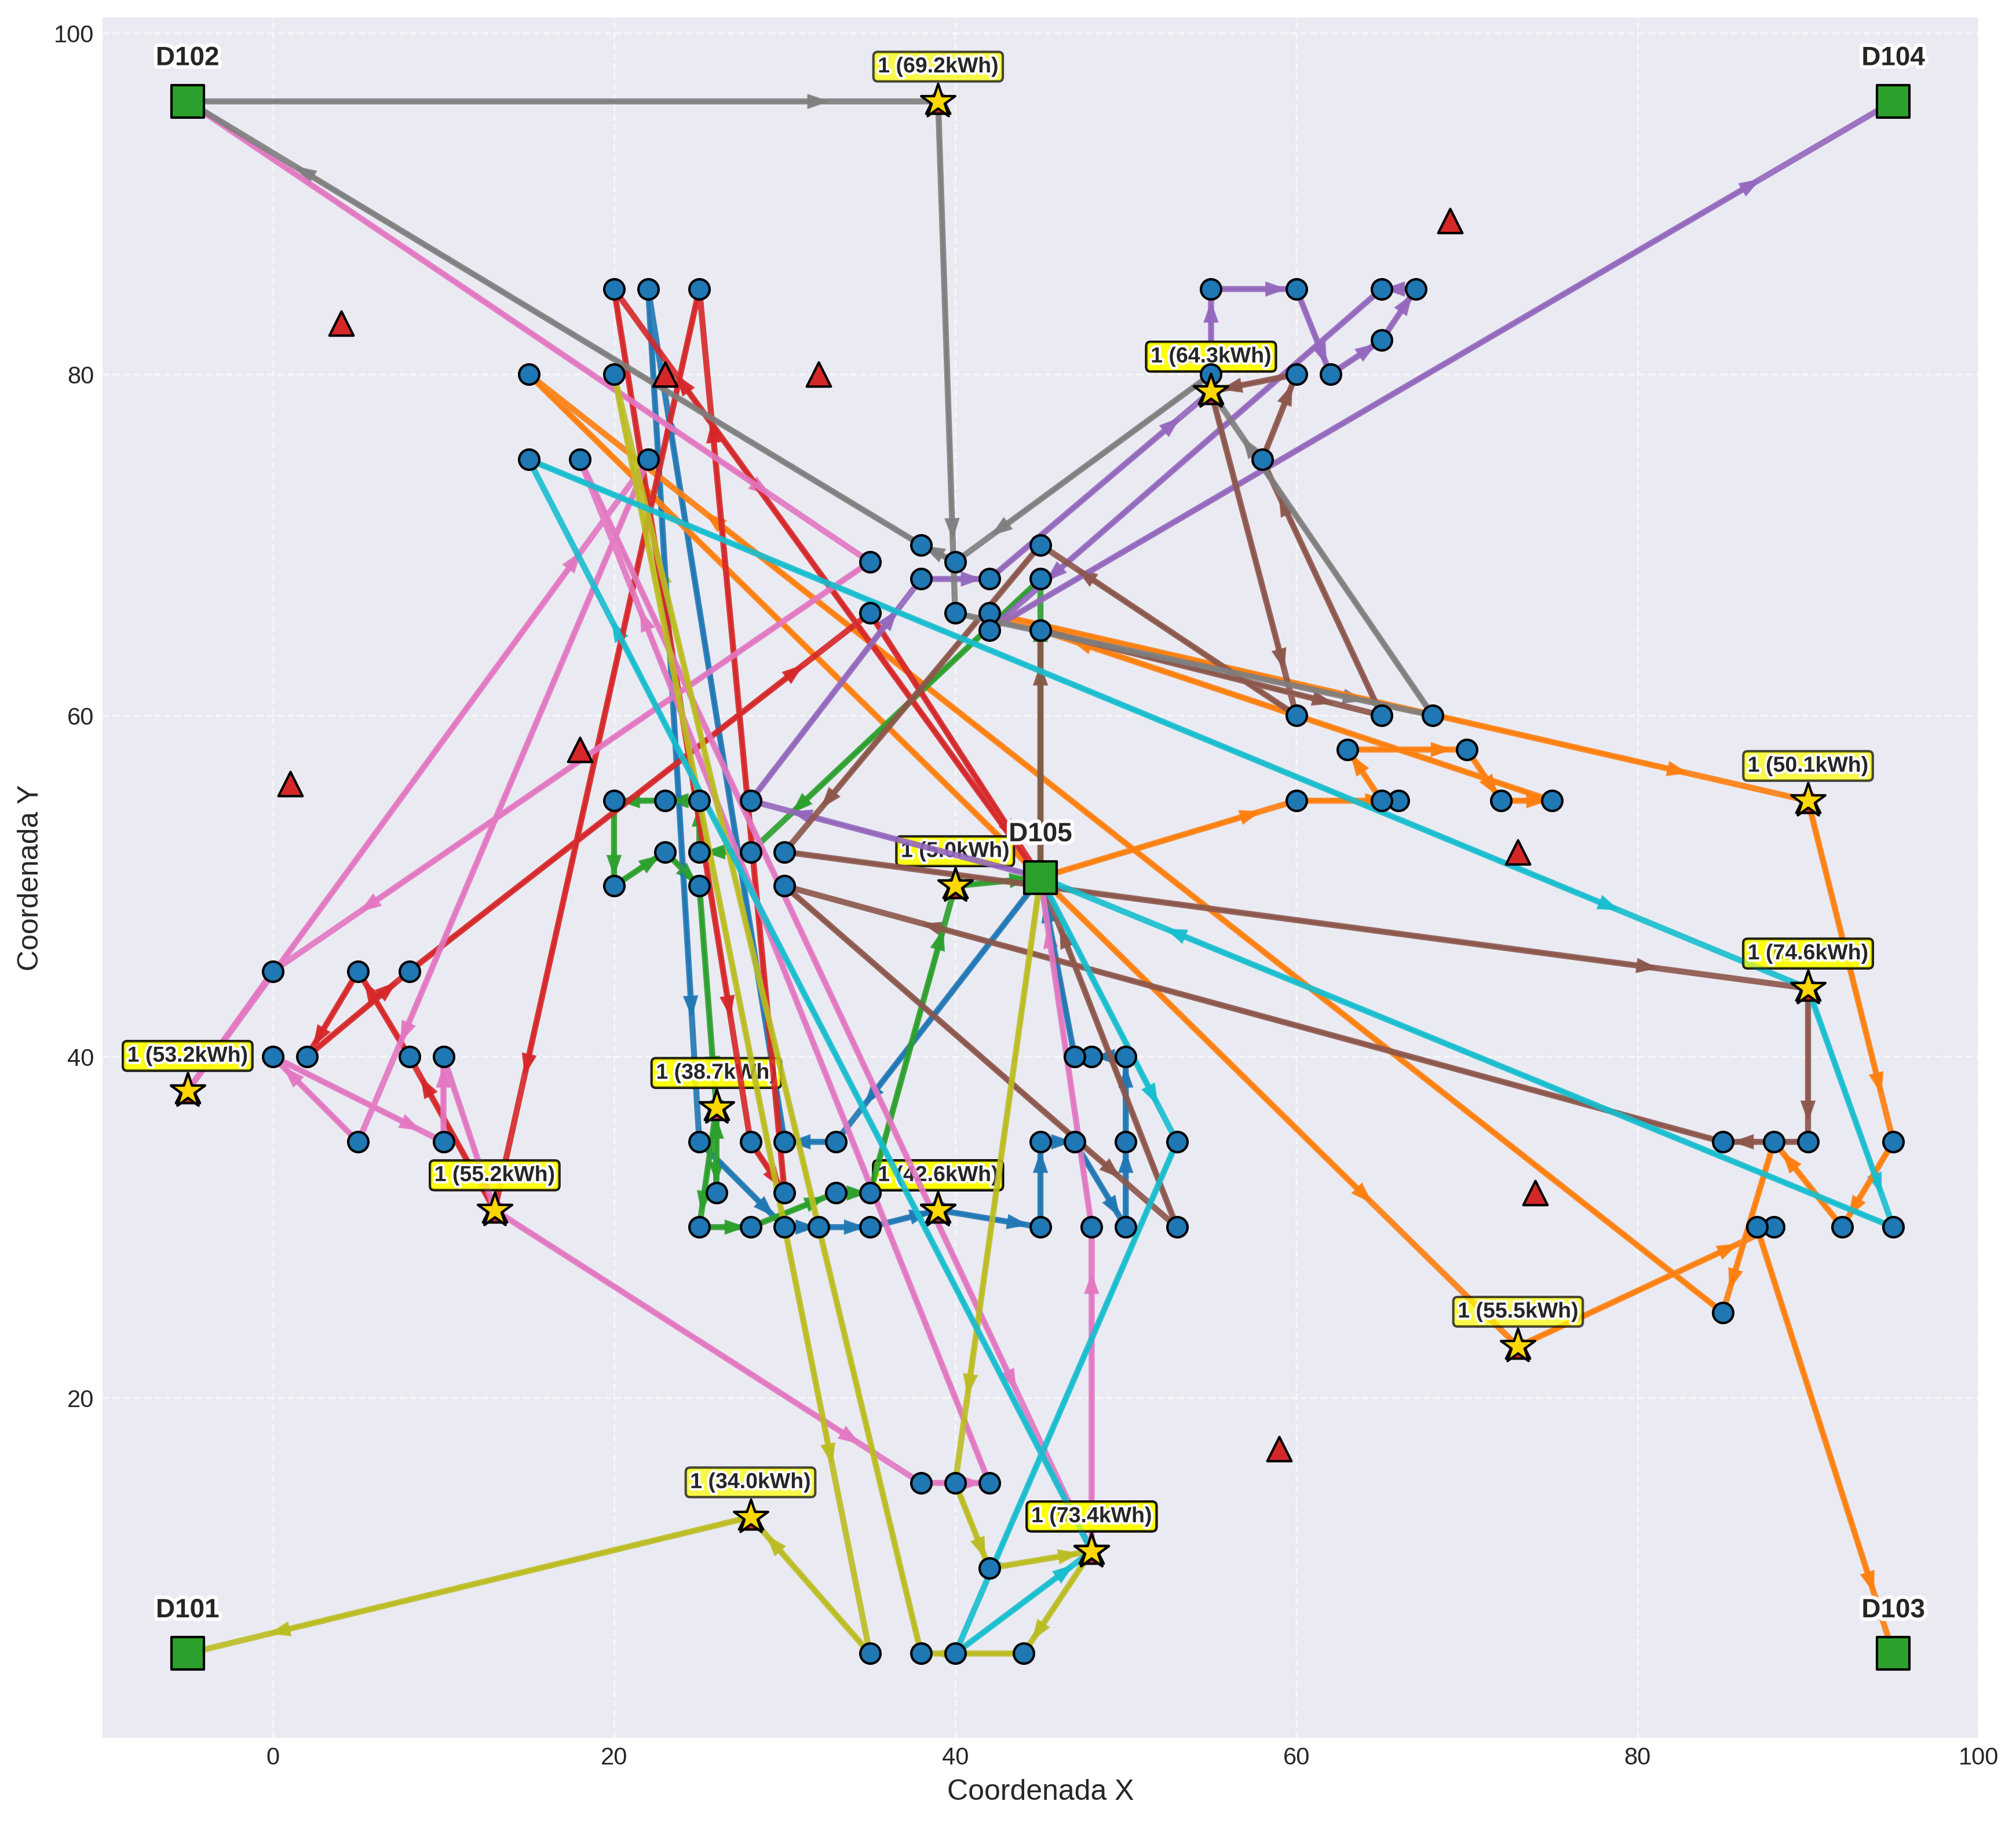 100
80
60
40
20
0
20
40
60
80
100
Coordenada X
Coordenada Y
D102
D104
1 (69.2kWh)
1 (64.3kWh)
1 (50.1kWh)
D105
1 (5.0kWh)
1 (74.6kWh)
1 (53.2kWh)
1 (38.7kWh)
1 (55.2kWh)
1 (42.6kWh)
1 (55.5kWh)
1 (34.0kWh)
1 (73.4kWh)
D101
D103